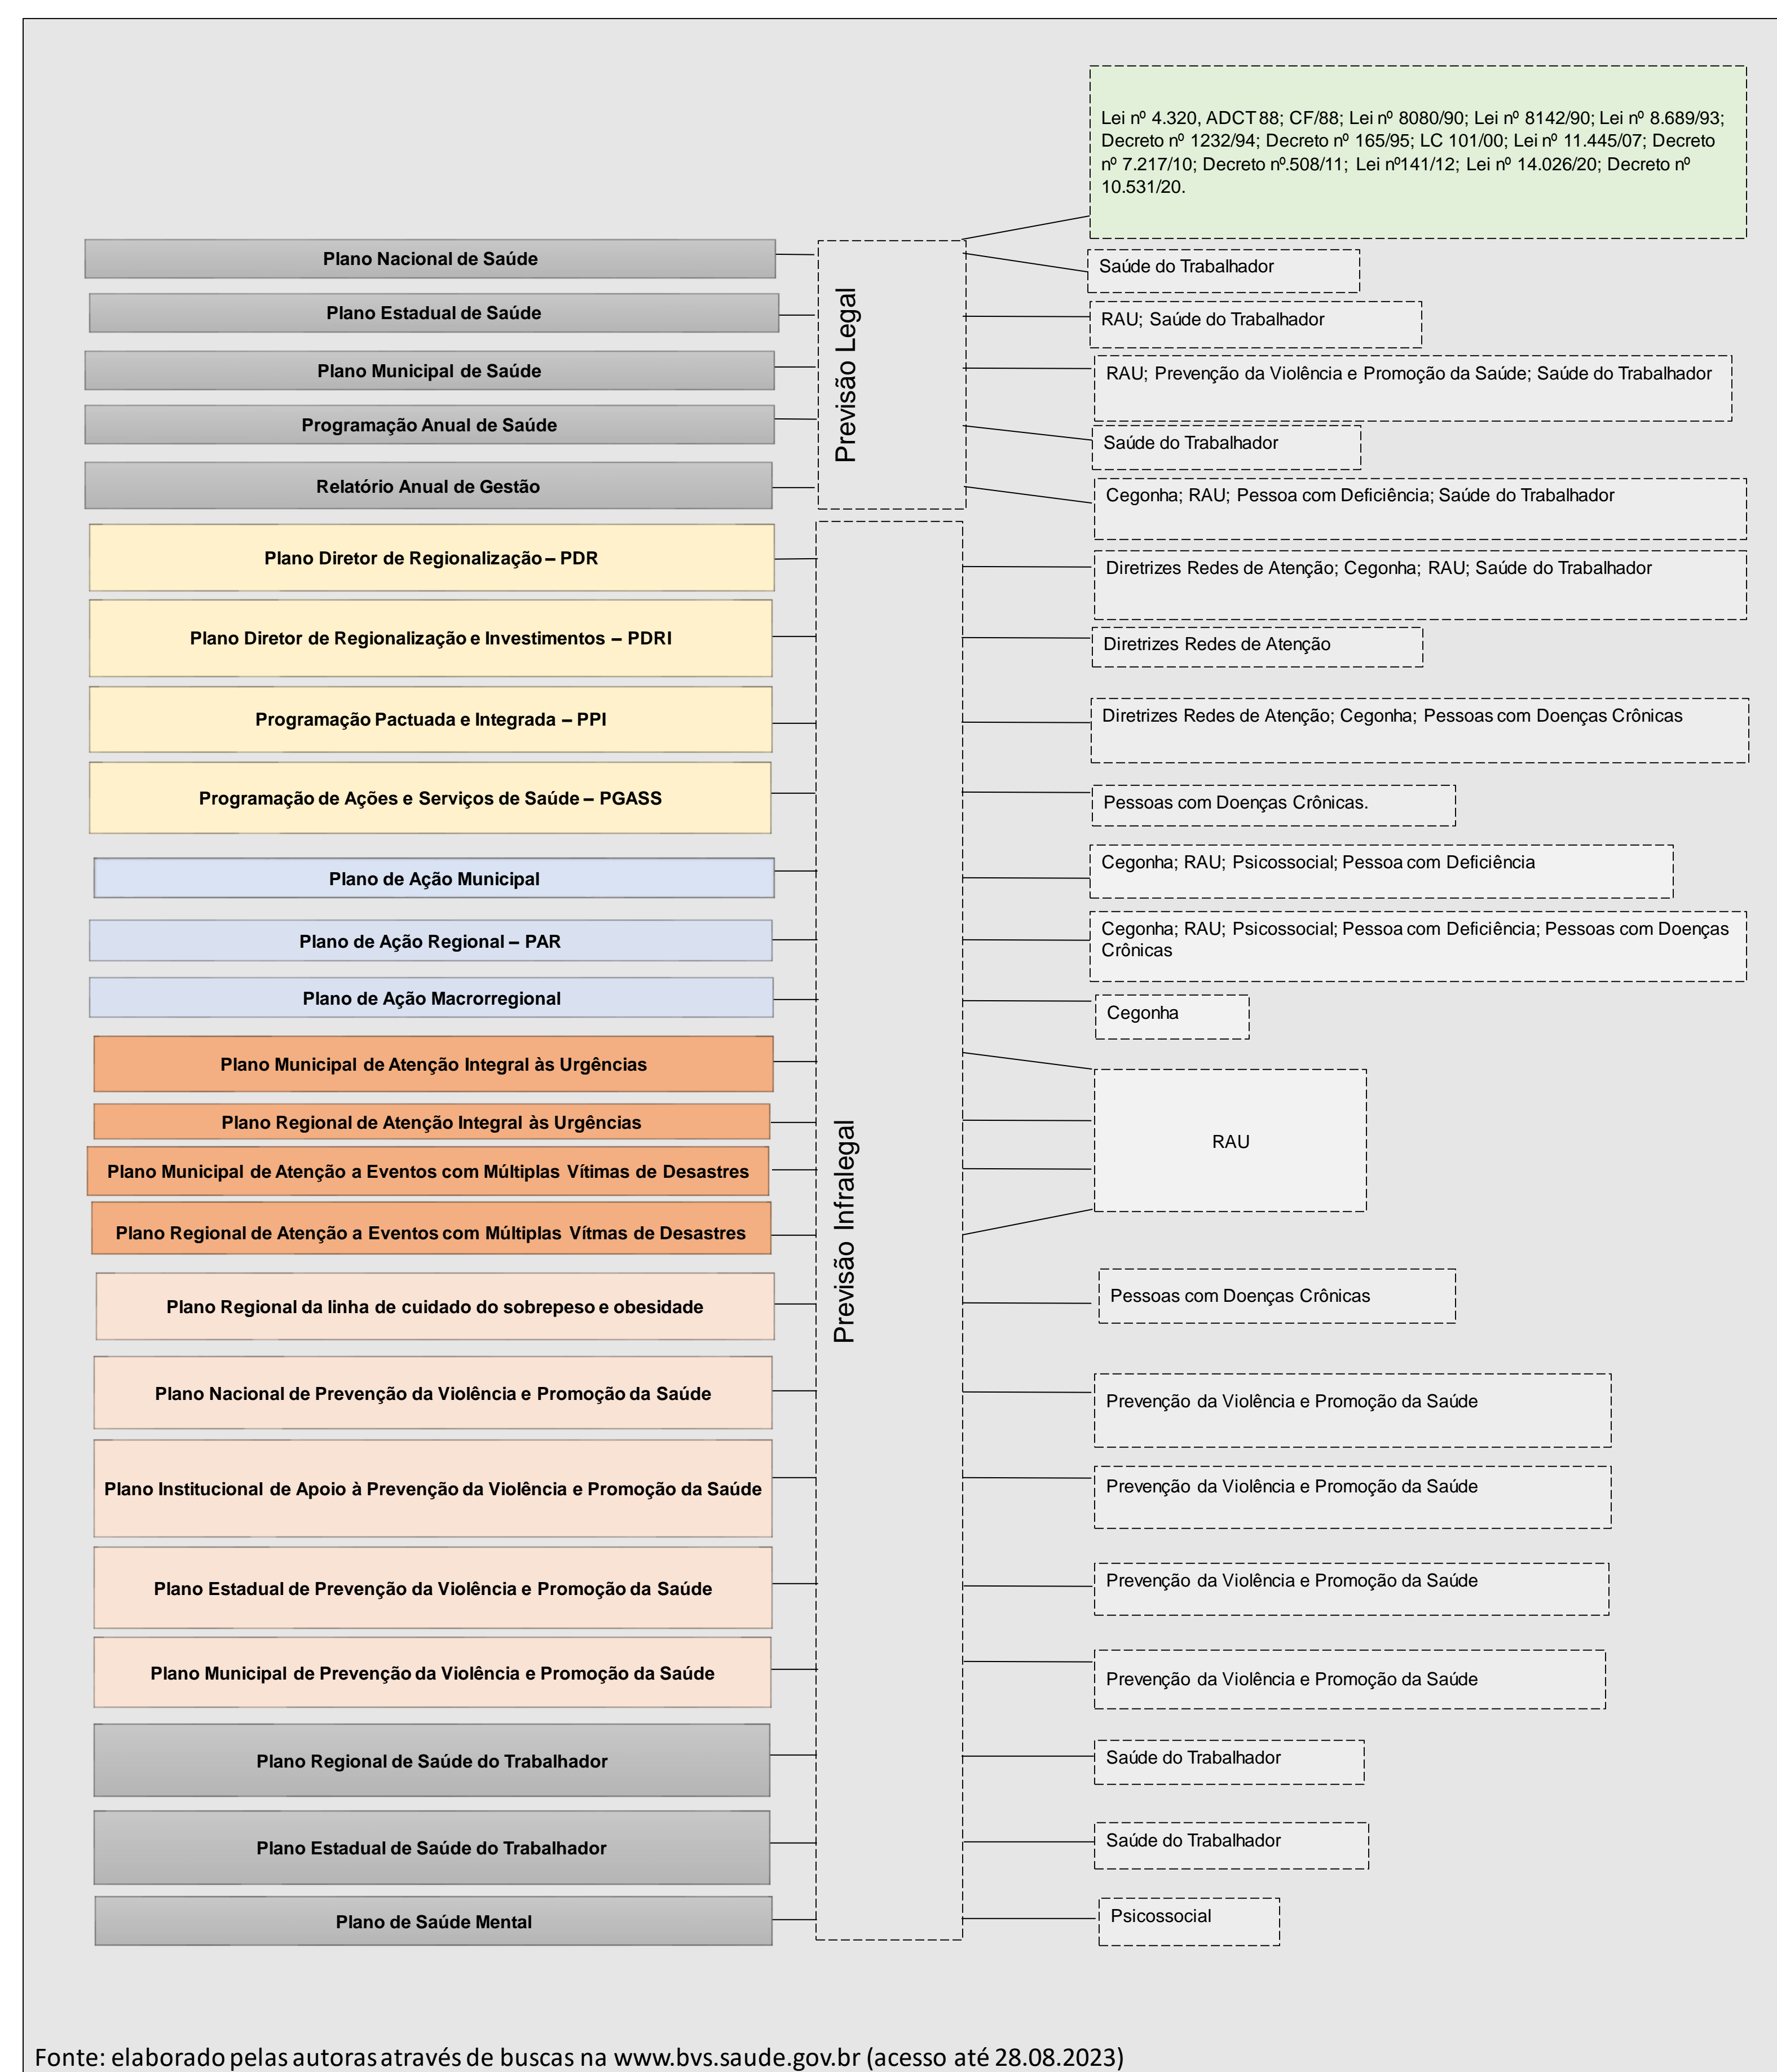 Lei nº 4.320, ADCT 88; CF/88; Lei nº 8080/90; Lei nº 8142/90; Lei nº 8.689/93;
Decreto nº 1232/94; Decreto nº 165/95; LC 101/00; Lei nº 11.445/07; Decreto
nº 7.217/10; Decreto nº.508/11; Lei nº141/12; Lei nº 14.026/20; Decreto nº
10.531/20.
Previsão Legal
Plano Nacional de Saúde
Saúde do Trabalhador
Plano Estadual de Saúde
RAU; Saúde do Trabalhador
Plano Municipal de Saúde
RAU; Prevenção da Violência e Promoção da Saúde; Saúde do Trabalhador
Programação Anual de Saúde
Saúde do Trabalhador
Relatório Anual de Gestão
Cegonha; RAU; Pessoa com Deficiência; Saúde do Trabalhador
Previsão Infralegal
Plano Diretor de Regionalização – PDR
Diretrizes Redes de Atenção; Cegonha; RAU; Saúde do Trabalhador
Plano Diretor de Regionalização e Investimentos – PDRI
Diretrizes Redes de Atenção
Programação Pactuada e Integrada – PPI
Diretrizes Redes de Atenção; Cegonha; Pessoas com Doenças Crônicas
Programação de Ações e Serviços de Saúde – PGASS
Pessoas com Doenças Crônicas.
Plano de Ação Municipal
Cegonha; RAU; Psicossocial; Pessoa com Deficiência
Plano de Ação Regional – PAR
Cegonha; RAU; Psicossocial; Pessoa com Deficiência; Pessoas com Doenças
Crônicas
Plano de Ação Macrorregional
Cegonha
Plano Municipal de Atenção Integral às Urgências
Plano Regional de Atenção Integral às Urgências
Plano Municipal de Atenção a Eventos com Múltiplas Vítimas de Desastres
Plano Regional de Atenção a Eventos com Múltiplas Vítmas de Desastres
RAU
Plano Regional da linha de cuidado do sobrepeso e obesidade
Pessoas com Doenças Crônicas
Plano Nacional de Prevenção da Violência e Promoção da Saúde
Prevenção da Violência e Promoção da Saúde
Plano Institucional de Apoio à Prevenção da Violência e Promoção da Saúde
Prevenção da Violência e Promoção da Saúde
Plano Estadual de Prevenção da Violência e Promoção da Saúde
Prevenção da Violência e Promoção da Saúde
Plano Municipal de Prevenção da Violência e Promoção da Saúde
Prevenção da Violência e Promoção da Saúde
Plano Regional de Saúde do Trabalhador
Saúde do Trabalhador
Plano Estadual de Saúde do Trabalhador
Saúde do Trabalhador
Plano de Saúde Mental
Psicossocial
Fonte: elaborado pelas autoras através de buscas na www.bvs.saude.gov.br (acesso até 28.08.2023)